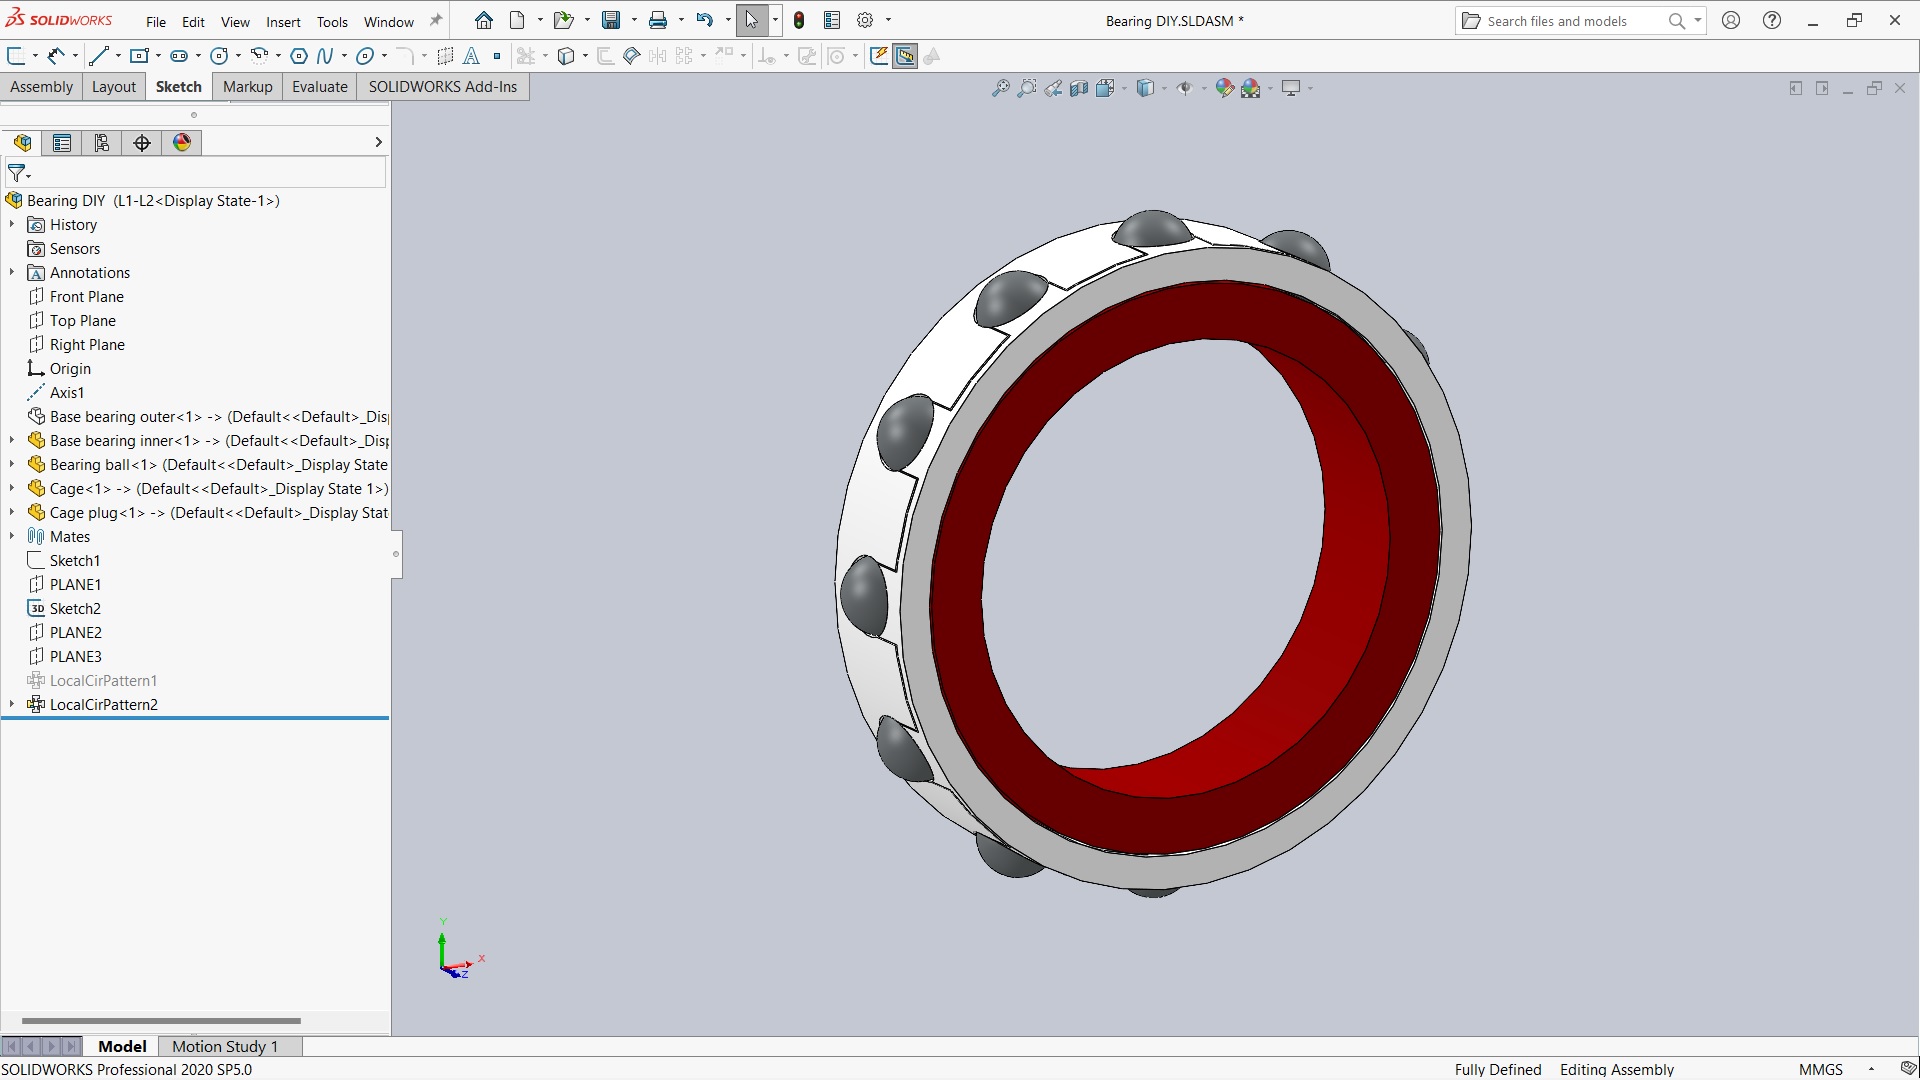 SOLIDWORKS File Edit View Insert Tools Window Bearing DIY.SLDASM * Search files and models
Assembly Layout Sketch Markup Evaluate SOLIDWORKS Add-Ins
Bearing DIY (L1-L2<Display State-1>)
History
Sensors
Annotations
Front Plane
Top Plane
Right Plane
Origin
Axis1
Base bearing outer<1> -> (Default<<Default>_Dis
Base bearing inner<1> -> (Default<<Default>_Disp
Bearing ball<1> (Default<<Default>_Display State
Cage<1> -> (Default<<Default>_Display State 1>)
Cage plug<1> -> (Default<<Default>_Display Stat
Mates
Sketch1
PLANE1
3D Sketch2
PLANE2
PLANE3
LocalCirPattern1
LocalCirPattern2
Y
X
Z
Model Motion Study 1
SOLIDWORKS Professional 2020 SP5.0 Fully Defined Editing Assembly MMGS